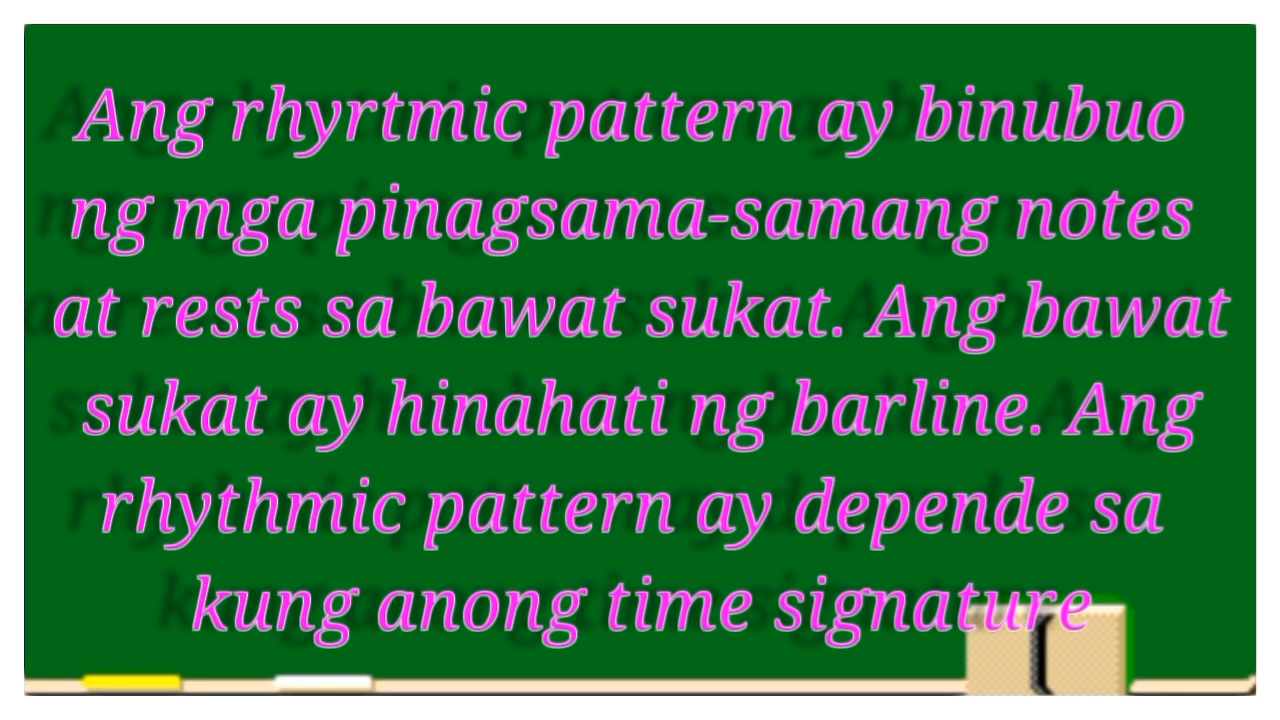 Ang rhyrtmic pattern ay binubuo
ng mga pinagsama-samang notes
at rests sa bawat sukat. Ang bawat
sukat ay hinahati ng barline. Ang
rhythmic pattern ay depende sa
kung anong time signature